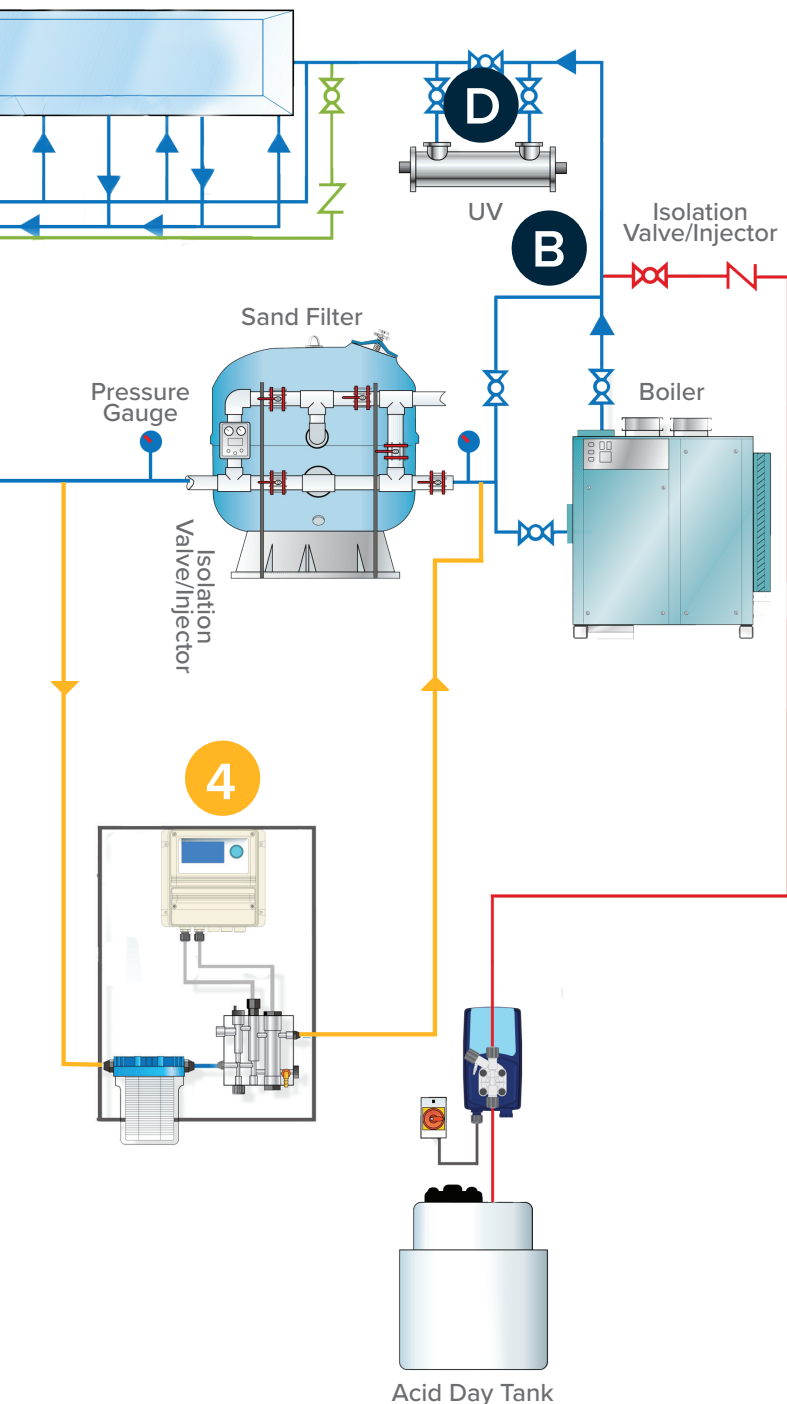 D
UV
Isolation
Valve/Injector
B
Sand Filter
Pressure
Gauge
Boiler
Isolation
Valve/Injector
4
Acid Day Tank